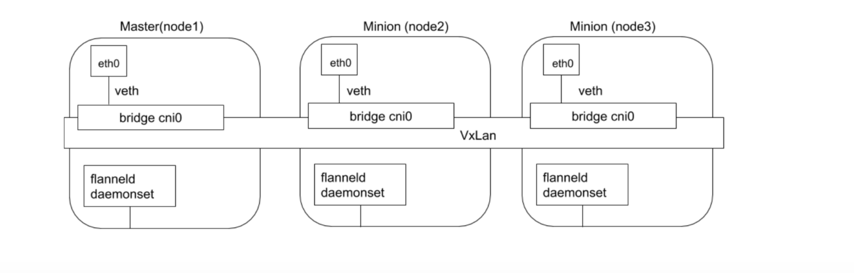 Master(node1)
Minion (node2)
Minion (node3)
eth0
eth0
eth0
veth
veth
veth
bridge cni0
bridge cni0
bridge cni0
VxLan
flanneld
daemonset
flanneld
daemonset
flanneld
daemonset